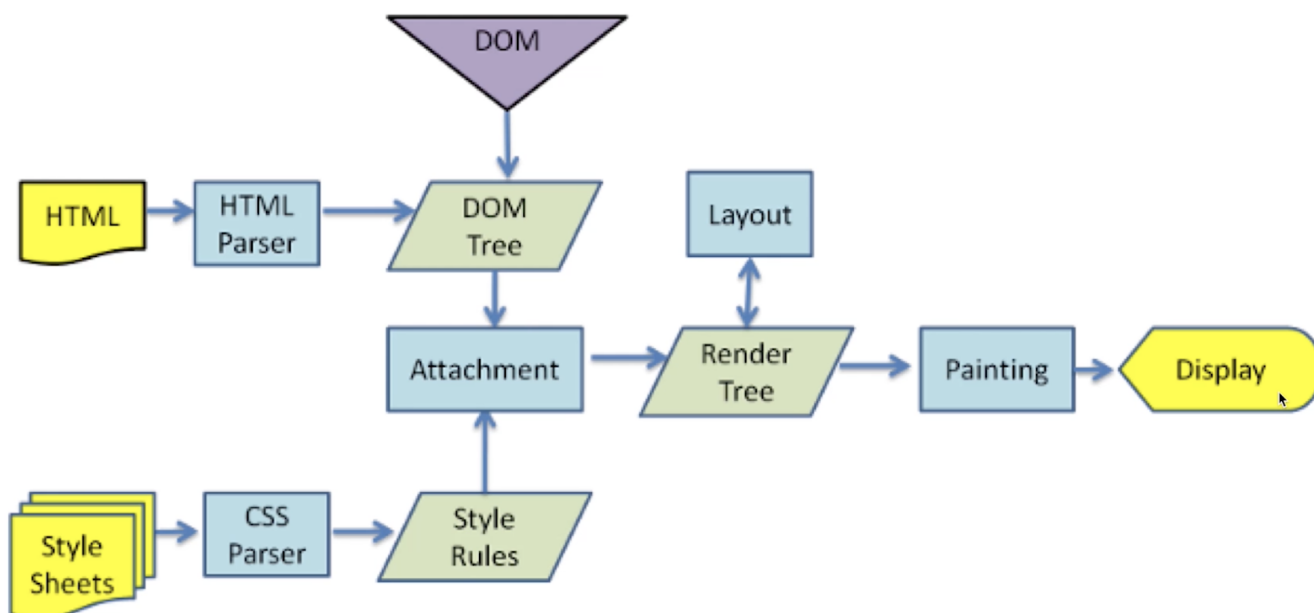 DOM
HTML
HTML
Parser
DOM
Tree
Layout
Attachment
Render
Tree
Painting
Display
Style
Sheets
CSS
Parser
Style
Rules